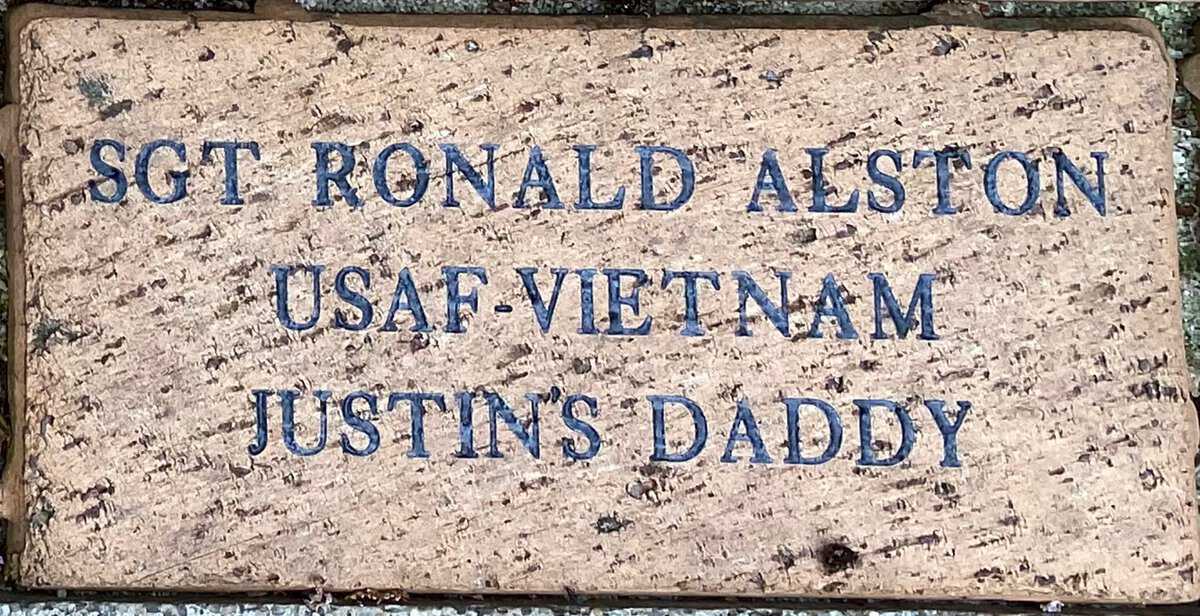 SGT RONALD ALSTON
USAF-VIETNAM
JUSTIN'S DADDY